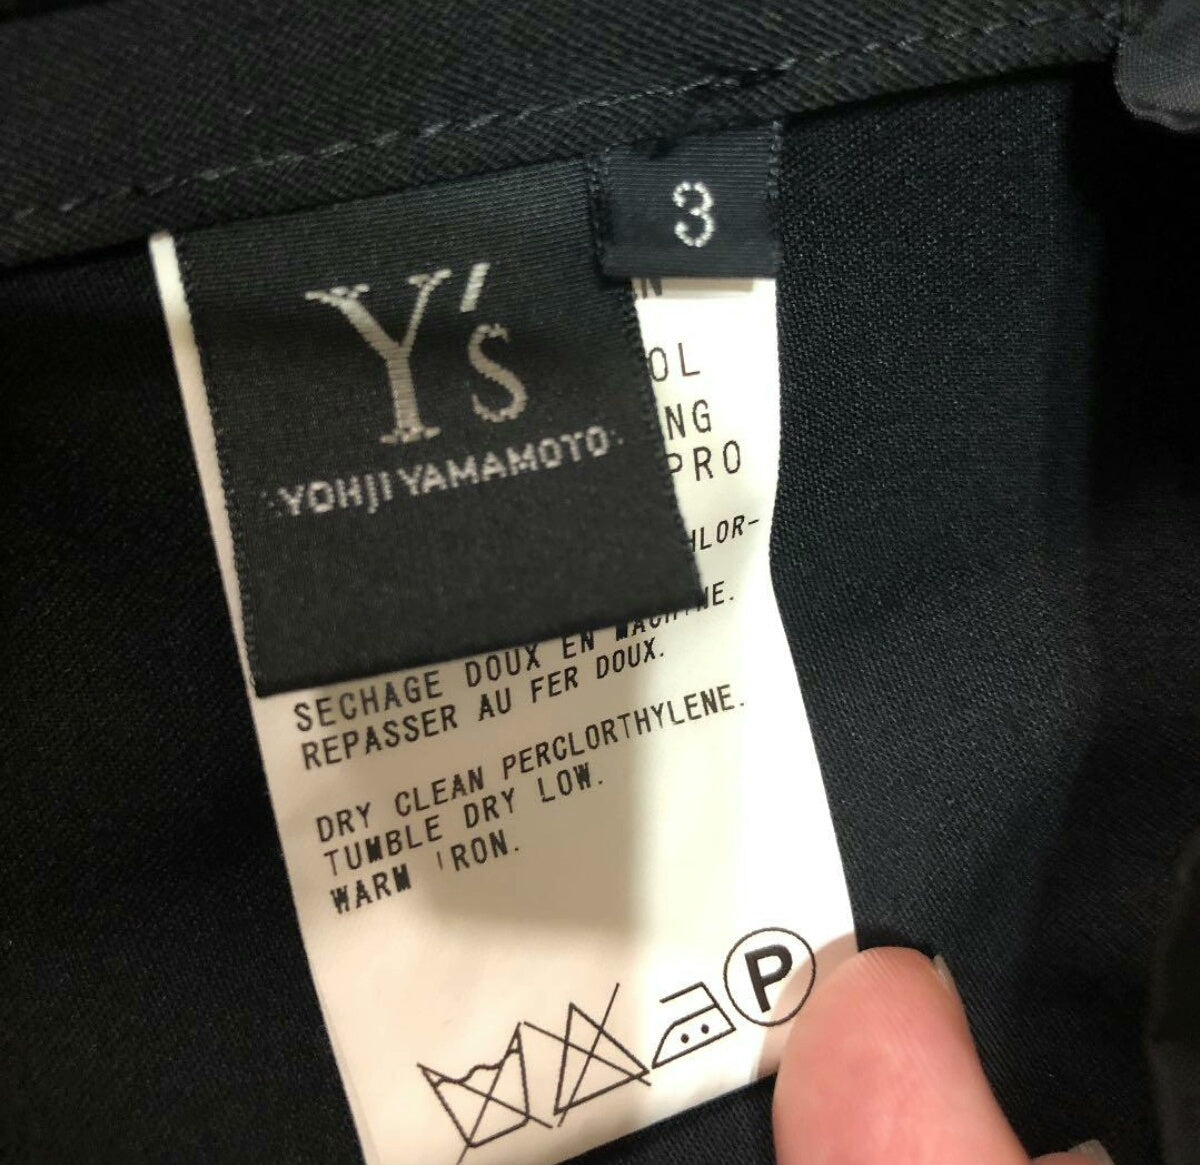 3
Y's
YOHJI YAMAMOTO
N
OL
NG
PRO
HLOR-
SECHAGE DOUX EN MACHINE.
REPASSER AU FER DOUX.
DRY CLEAN PERCLORTHYLENE.
TUMBLE DRY LOW.
WARM IRON.
P